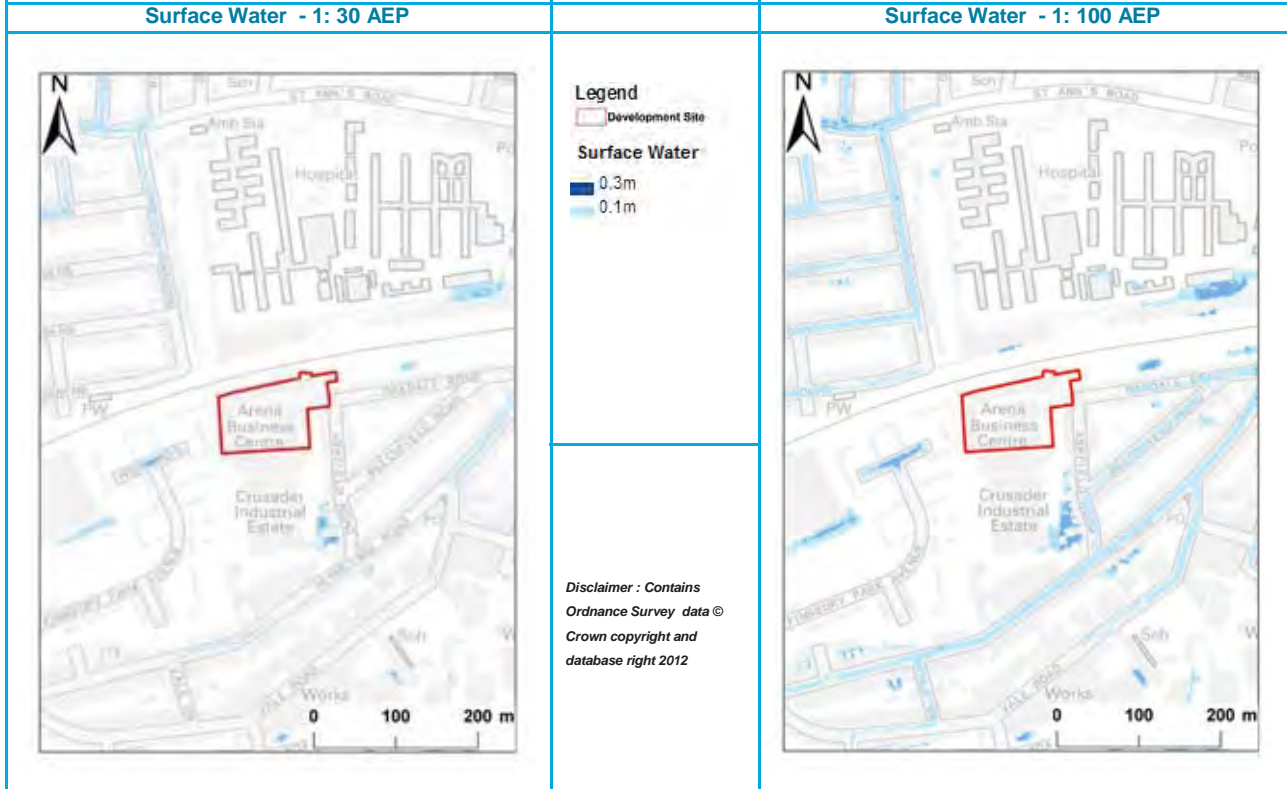 Surface Water - 1: 30 AEP
Surface Water - 1: 100 AEP
N
Sch
ST ANN'S ROAD
Amb Sta
Hospital
PW
Arena
Business
Centre
Crusader
Industrial
Estate
Sch
Works
0 100 200 m
Legend
Development Site
Surface Water
0.3m
0.1m
Disclaimer : Contains
Ordnance Survey data ©
Crown copyright and
database right 2012
N
Sch
ST ANN'S ROAD
Amb Sta
Hospital
PW
Arena
Business
Centre
Crusader
Industrial
Estate
Sch
Works
0 100 200 m